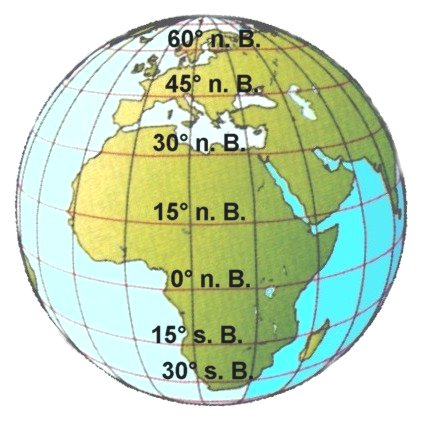 60° n. B.
45° n. B.
30° n. B.
15° n. B.
0° n. B.
15° s. B.
30° s. B.